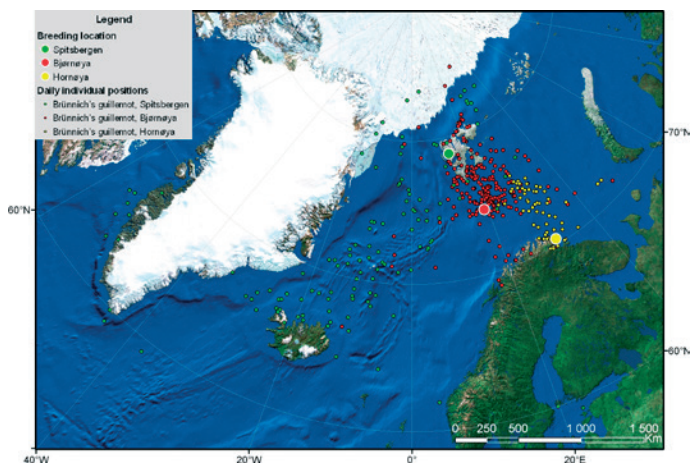 Legend
Breeding location
Spitsbergen
Bjørnøya
Hornøya
Daily individual positions
Brünnich's guillemot, Spitsbergen
Brünnich's guillemot, Bjørnøya
Brünnich's guillemot, Hornøya
70°N
60°N
60°N
0 250 500 1 000 1 500
Km
40°W 20°W 0° 20°E